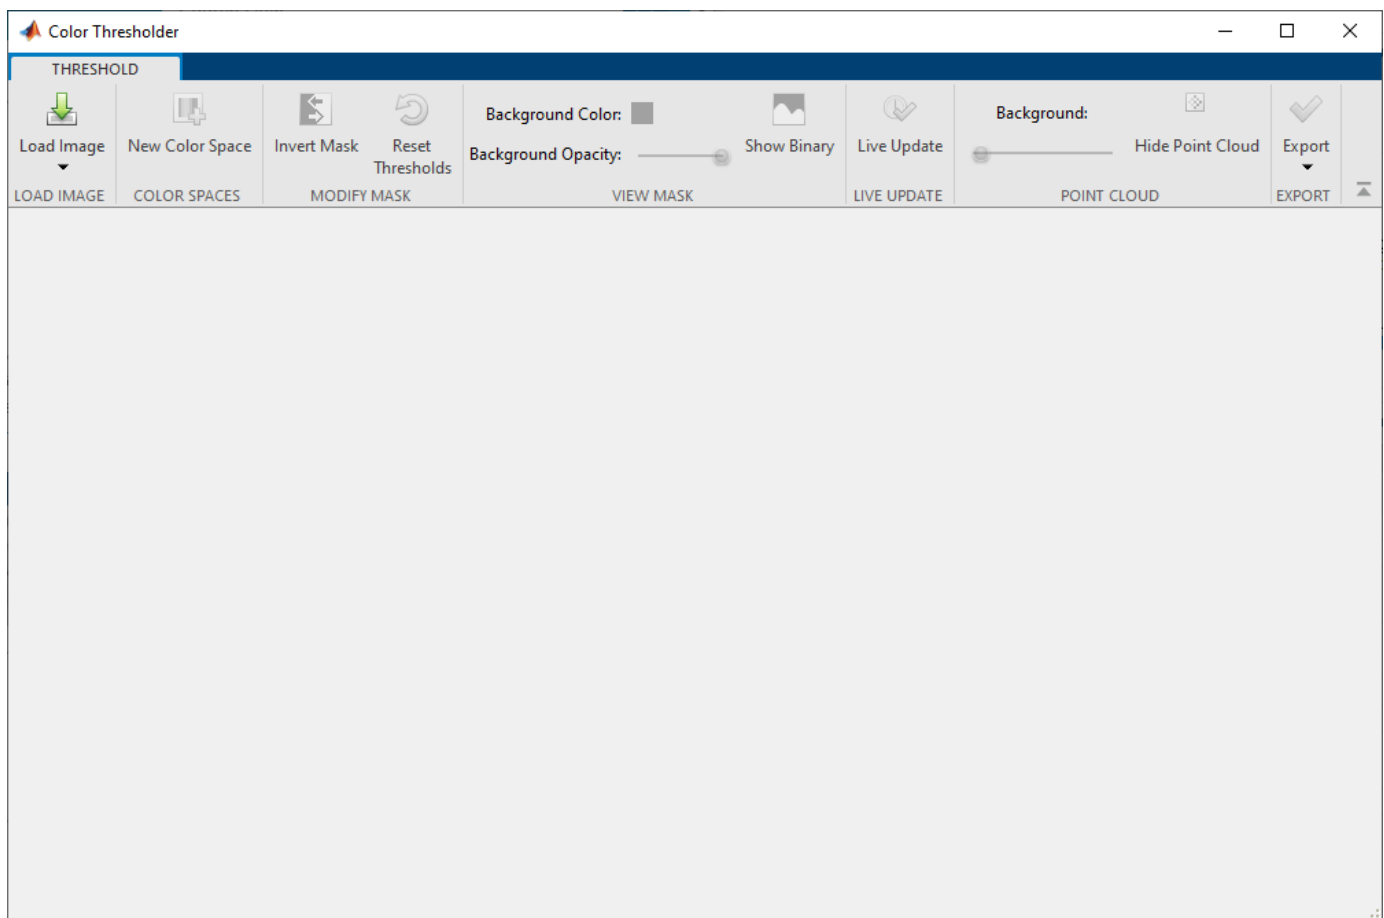 Color Thresholder
THRESHOLD
Load Image
New Color Space
Invert Mask
Reset
Thresholds
Background Color:
Background Opacity:
Show Binary
Live Update
Background:
Hide Point Cloud
Export
LOAD IMAGE
COLOR SPACES
MODIFY MASK
VIEW MASK
LIVE UPDATE
POINT CLOUD
EXPORT